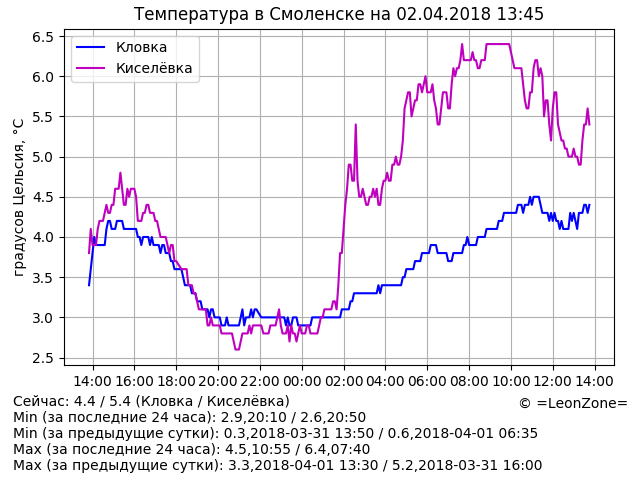 Температура в Смоленске на 02.04.2018 13:45
Кловка
Киселёвка
градусов Цельсия, °C
6.5
6.0
5.5
5.0
4.5
4.0
3.5
3.0
2.5
14:00 16:00 18:00 20:00 22:00 00:00 02:00 04:00 06:00 08:00 10:00 12:00 14:00
Сейчас: 4.4 / 5.4 (Кловка / Киселёвка)
© =LeonZone=
Min (за последние 24 часа): 2.9,20:10 / 2.6,20:50
Min (за предыдущие сутки): 0.3,2018-03-31 13:50 / 0.6,2018-04-01 06:35
Max (за последние 24 часа): 4.5,10:55 / 6.4,07:40
Max (за предыдущие сутки): 3.3,2018-04-01 13:30 / 5.2,2018-03-31 16:00